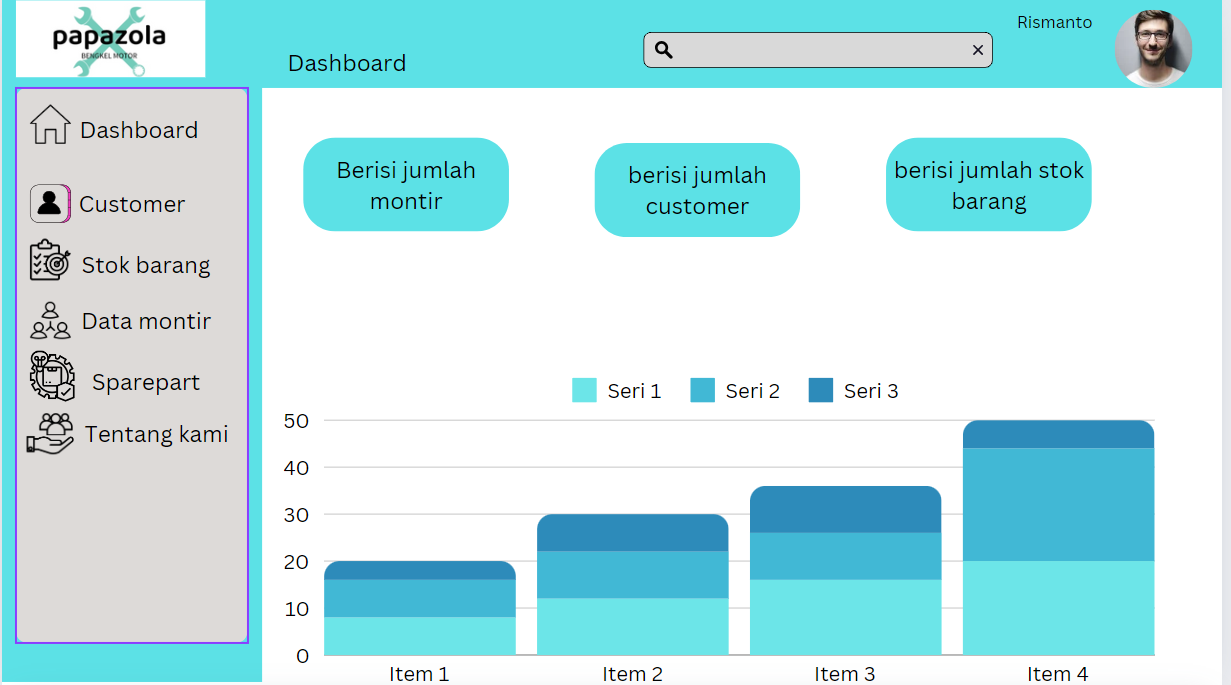 papazola
BENGKEL MOTOR
Dashboard
Rismanto
Dashboard
Customer
Stok barang
Data montir
Sparepart
Tentang kami
Berisi jumlah
montir
berisi jumlah
customer
berisi jumlah stok
barang
Seri 1
Seri 2
Seri 3
50
40
30
20
10
0
Item 1
Item 2
Item 3
Item 4